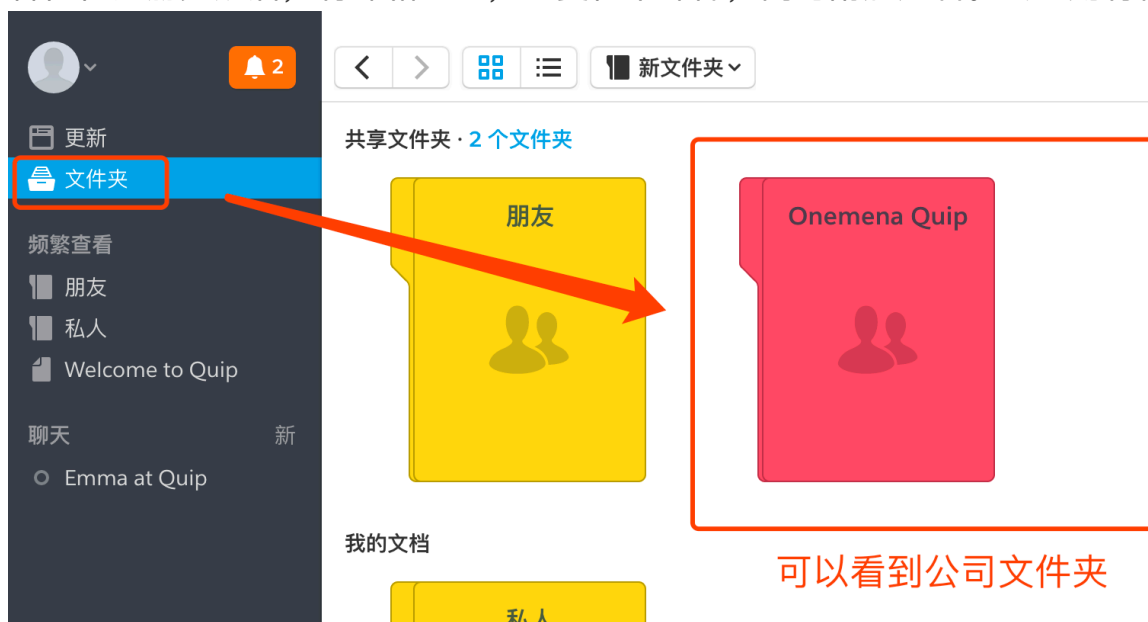 2
新文件夹
更新
共享文件夹 · 2 个文件夹
文件夹
朋友
Onemena Quip
频繁查看
朋友
私人
Welcome to Quip
聊天 新
Emma at Quip
我的文档
可以看到公司文件夹
私人